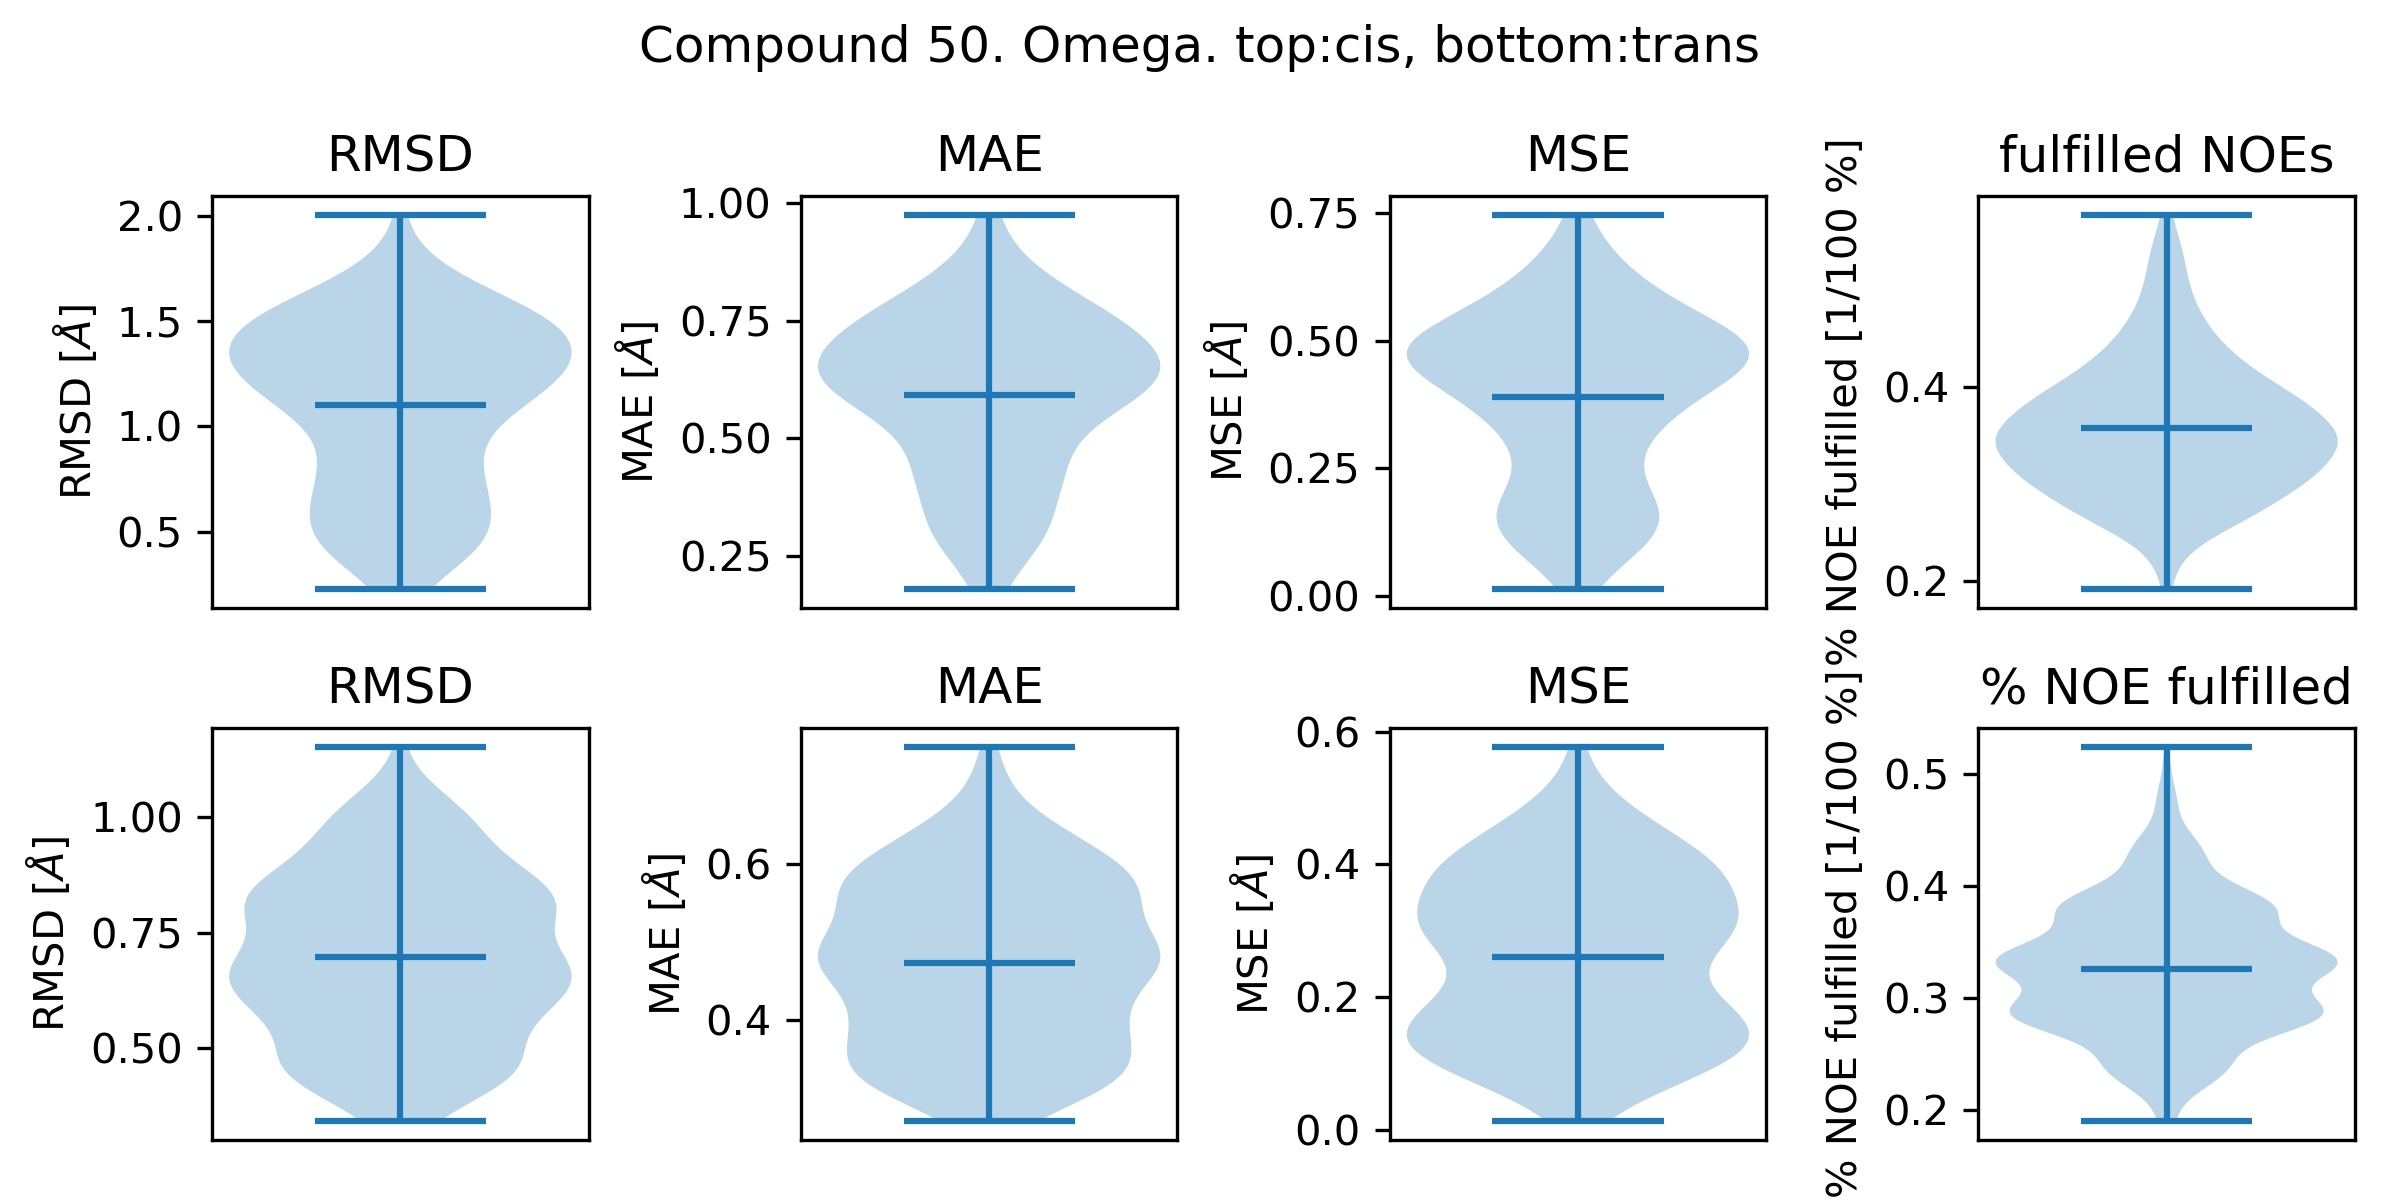 Compound 50. Omega. top:cis, bottom:trans
RMSD
MAE
MSE
fulfilled NOEs
RMSD [Å]
2.0
1.5
1.0
0.5
MAE [Å]
1.00
0.75
0.50
0.25
MSE [Å]
0.75
0.50
0.25
0.00
% NOE fulfilled [1/100 %]
0.4
0.2
RMSD
MAE
MSE
% NOE fulfilled
RMSD [Å]
1.00
0.75
0.50
MAE [Å]
0.6
0.4
MSE [Å]
0.6
0.4
0.2
0.0
% NOE fulfilled [1/100 %]
0.5
0.4
0.3
0.2